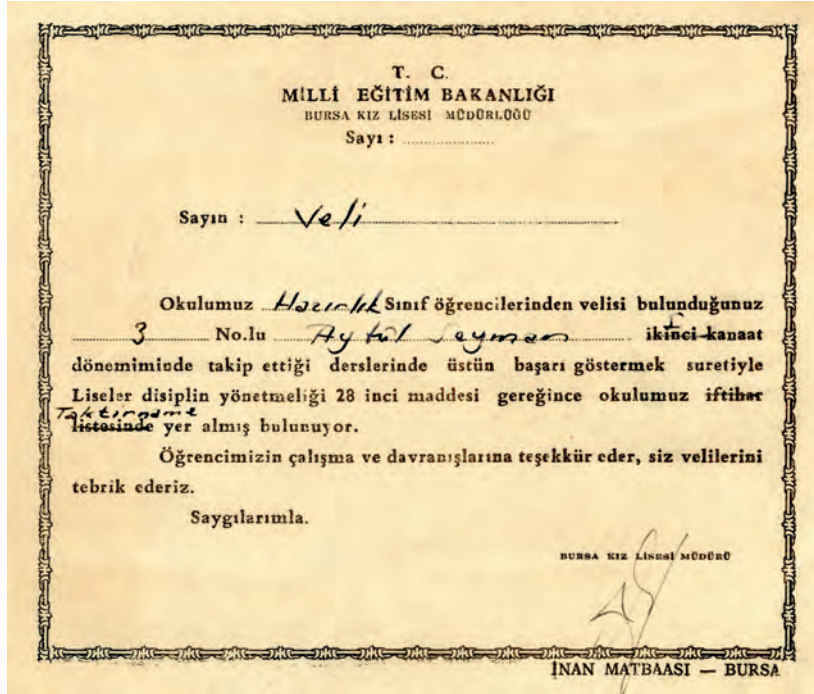 T. C.
MİLLİ EĞİTİM BAKANLIĞI
BURSA KIZ LİSESİ MÜDÜRLÜĞÜ
Sayı :
Sayın : Veli
Okulumuz Hazırlık Sınıf öğrencilerinden velisi bulunduğunuz
3 No.lu Aytül Seyman ikinci kanaat
dönemiminde takip ettiği derslerinde üstün başarı göstermek suretiyle
Liseler disiplin yönetmeliği 28 inci maddesi gereğince okulumuz iftihar
Taktirname
listesinde yer almış bulunuyor.
Öğrencimizin çalışma ve davranışlarına teşekkür eder, siz velilerini
tebrik ederiz.
Saygılarımla.
BURSA KIZ LİSESİ MÜDÜRÜ
İNAN MATBAASI — BURSA